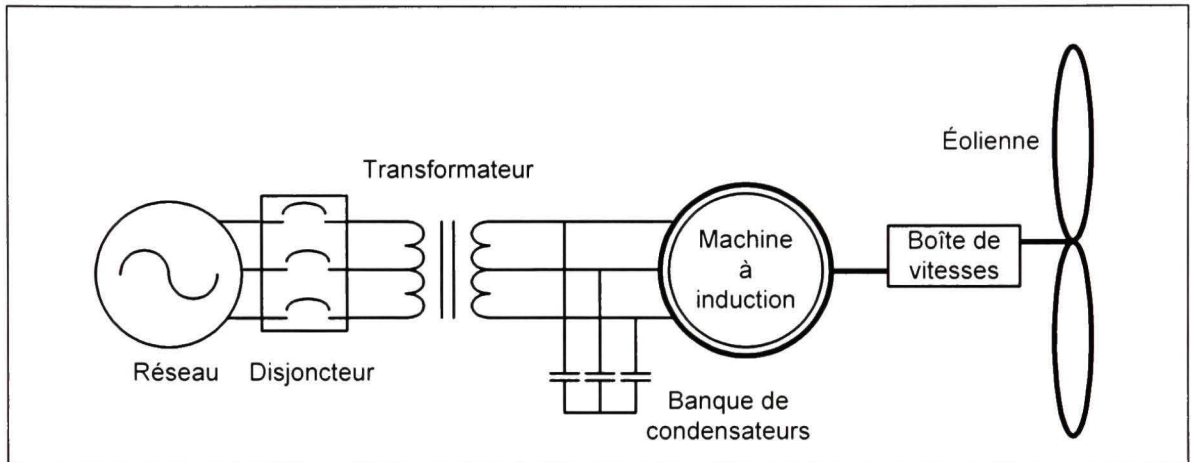 Éolienne
Transformateur
Machine
à
induction
Boîte de
vitesses
Réseau
Disjoncteur
Banque de
condensateurs